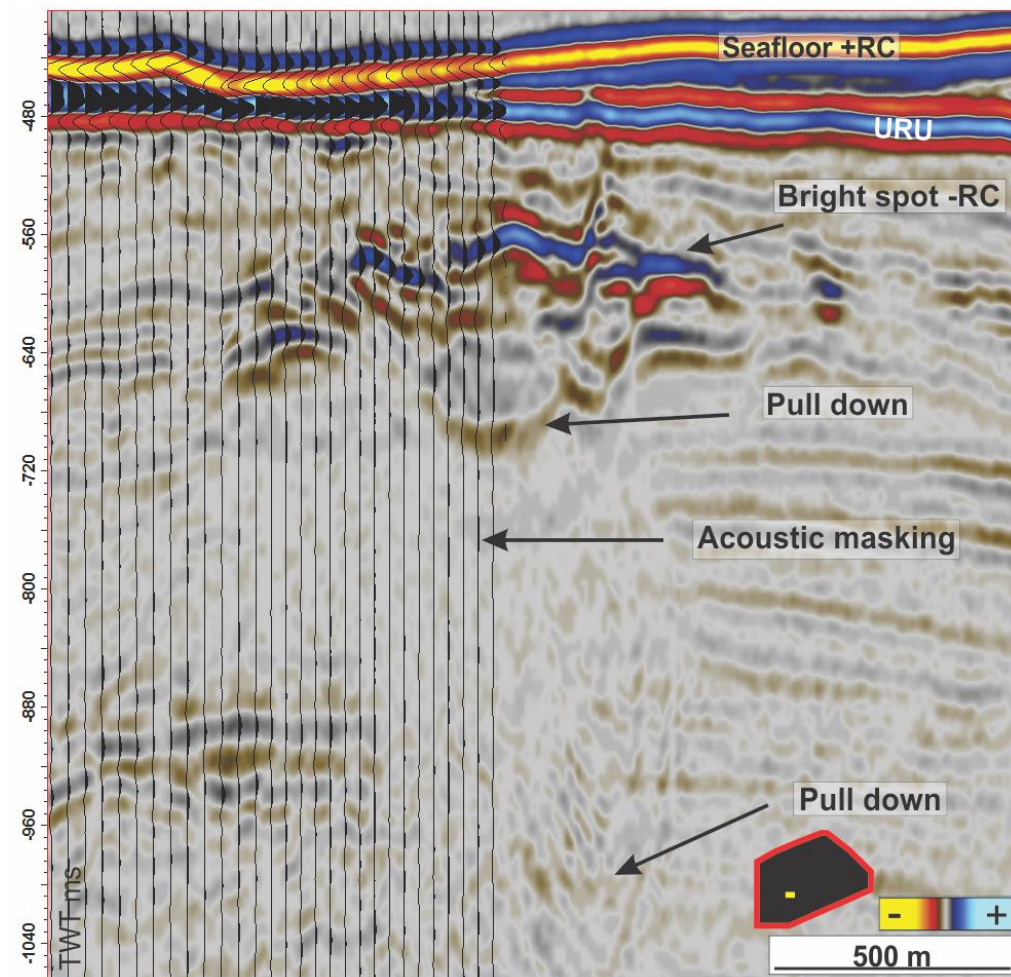 Seafloor +RC
-480
URU
Bright spot -RC
-560
-640
Pull down
-720
Acoustic masking
-800
-880
Pull down
-960
- +
-1040
TWT ms
500 m